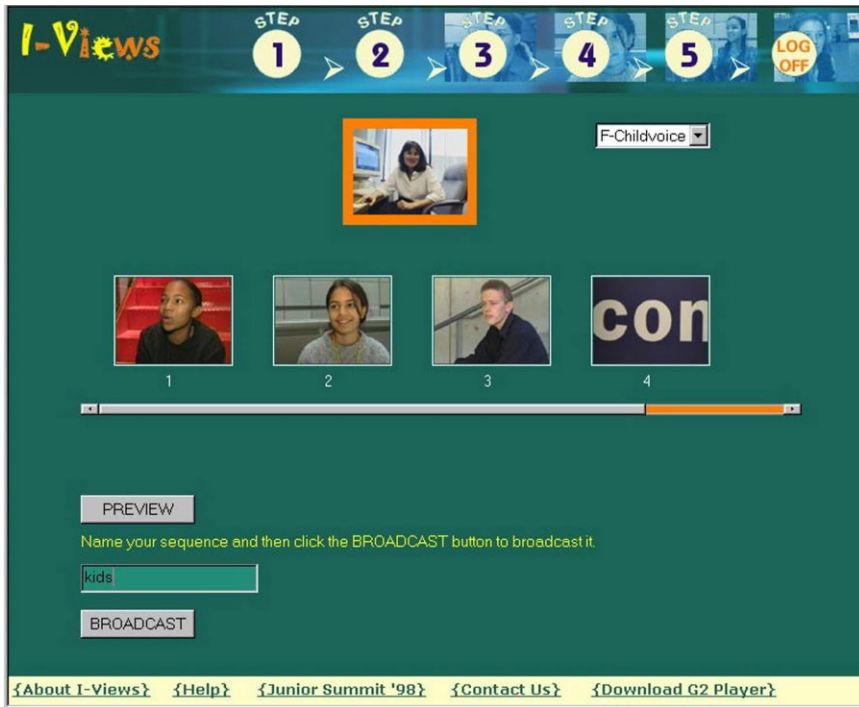 I-Views
STEP 1
STEP 2
STEP 3
STEP 4
STEP 5
LOG OFF
F-Childvoice
con
1 2 3 4
PREVIEW
Name your sequence and then click the BROADCAST button to broadcast it.
kids
BROADCAST
{About I-Views} {Help} {Junior Summit '98} {Contact Us} {Download G2 Player}